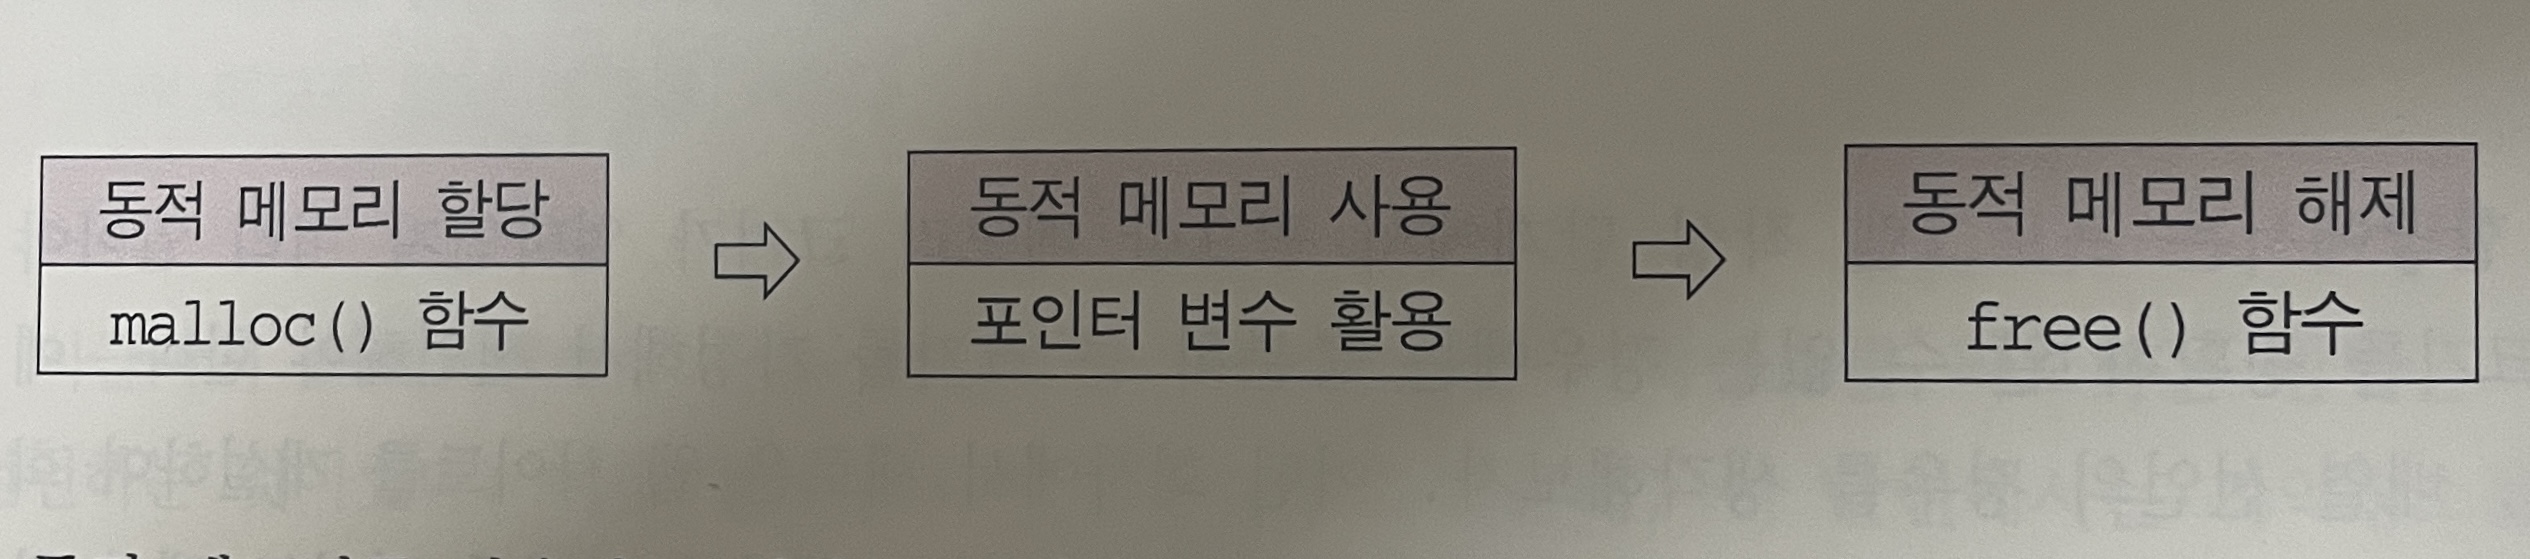 동적 메모리 할당
malloc() 함수
동적 메모리 사용
포인터 변수 활용
동적 메모리 해제
free() 함수